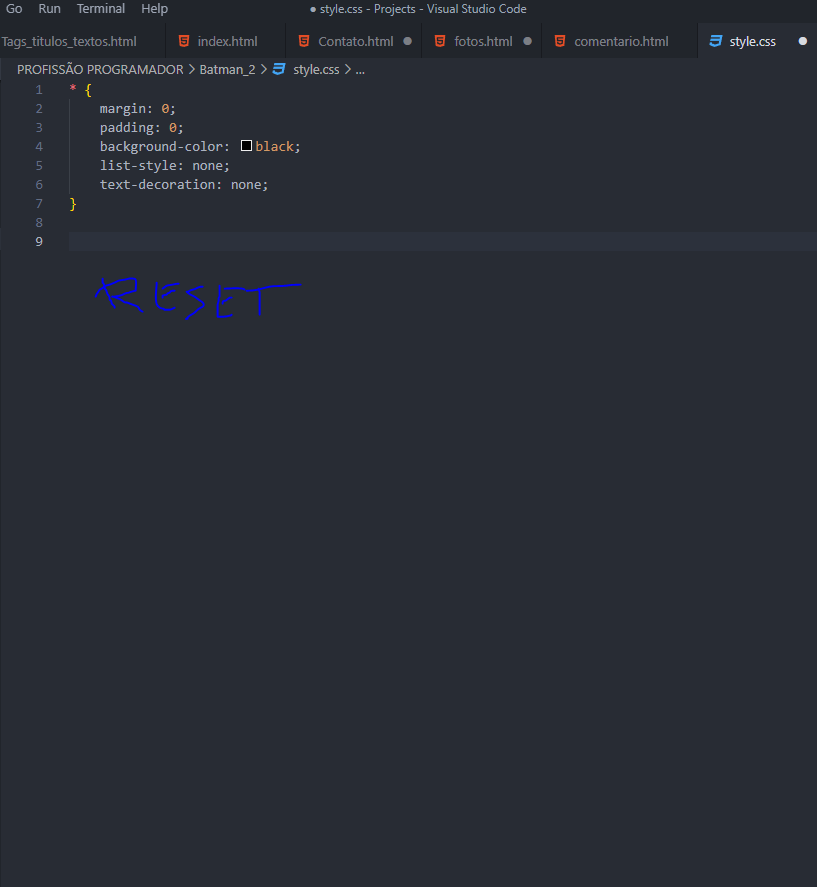 Go Run Terminal Help ● style.css - Projects - Visual Studio Code
Tags_titulos_textos.html index.html Contato.html fotos.html comentario.html style.css
PROFISSÃO PROGRAMADOR > Batman_2 > style.css > ...
1 * {
2 margin: 0;
3 padding: 0;
4 background-color: black;
5 list-style: none;
6 text-decoration: none;
7 }
8
9
RESET